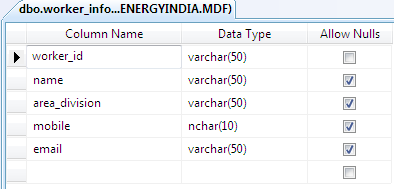 dbo.worker_info...ENERGYINDIA.MDF)
Column Name Data Type Allow Nulls
worker_id varchar(50)
name varchar(50)
area_division varchar(50)
mobile nchar(10)
email varchar(50)